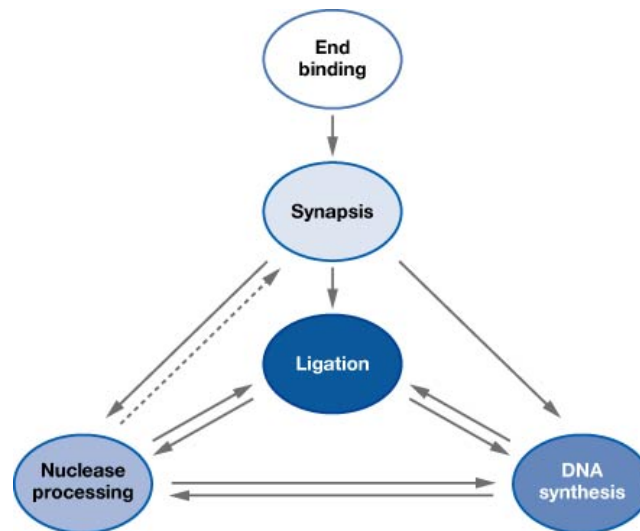 End
binding
Synapsis
Ligation
Nuclease
processing
DNA
synthesis